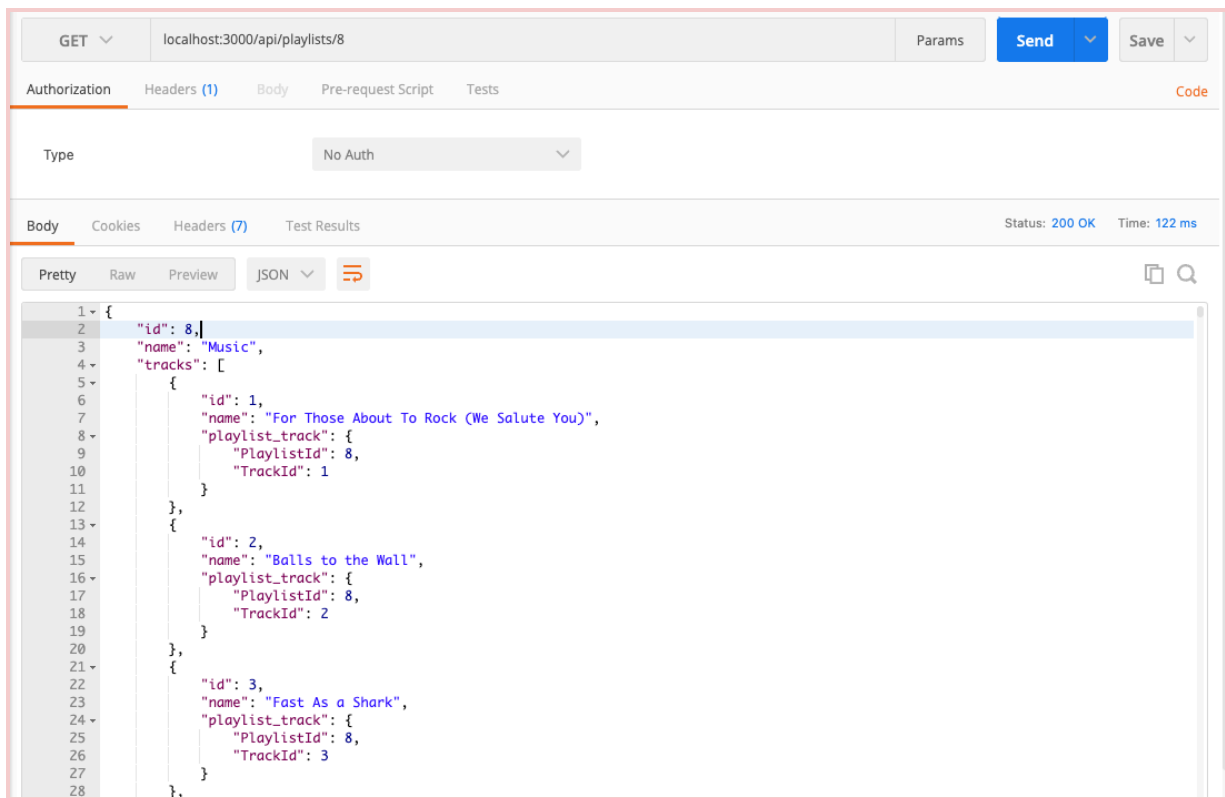 GET localhost:3000/api/playlists/8 Params Send Save
Authorization Headers (1) Body Pre-request Script Tests Code
Type No Auth
Body Cookies Headers (7) Test Results Status: 200 OK Time: 122 ms
Pretty Raw Preview JSON
1 {
2 "id": 8,
3 "name": "Music",
4 "tracks": [
5 {
6 "id": 1,
7 "name": "For Those About To Rock (We Salute You)",
8 "playlist_track": {
9 "PlaylistId": 8,
10 "TrackId": 1
11 }
12 },
13 {
14 "id": 2,
15 "name": "Balls to the Wall",
16 "playlist_track": {
17 "PlaylistId": 8,
18 "TrackId": 2
19 }
20 },
21 {
22 "id": 3,
23 "name": "Fast As a Shark",
24 "playlist_track": {
25 "PlaylistId": 8,
26 "TrackId": 3
27 }
28 },